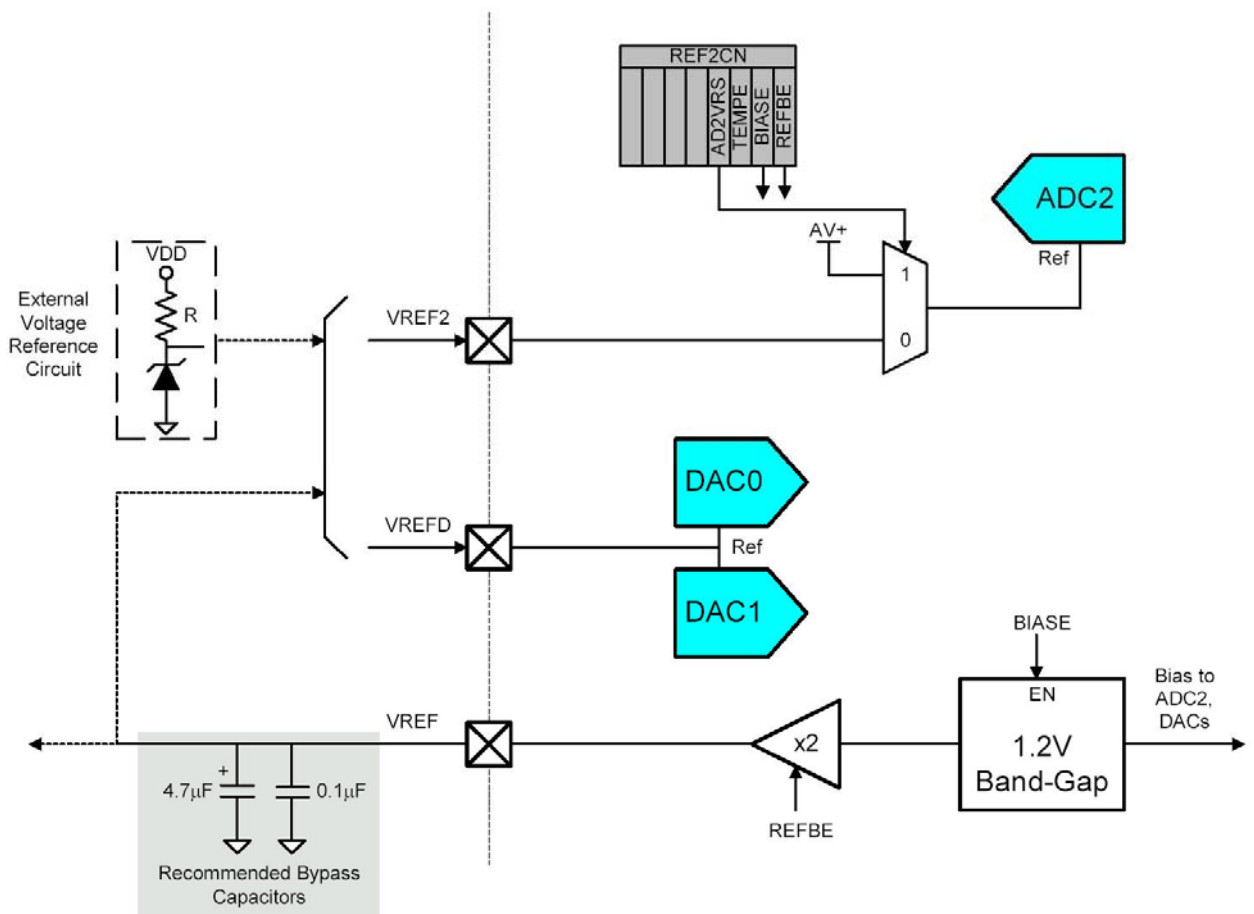 REF2CN
AD2VRS
TEMPE
BIASE
REFBE
ADC2
Ref
AV+
1
0
VDD
R
External
Voltage
Reference
Circuit
VREF2
DAC0
VREFD
Ref
DAC1
BIASE
EN
1.2V
Band-Gap
Bias to
ADC2,
DACs
VREF
x2
REFBE
+
4.7µF
0.1µF
Recommended Bypass
Capacitors